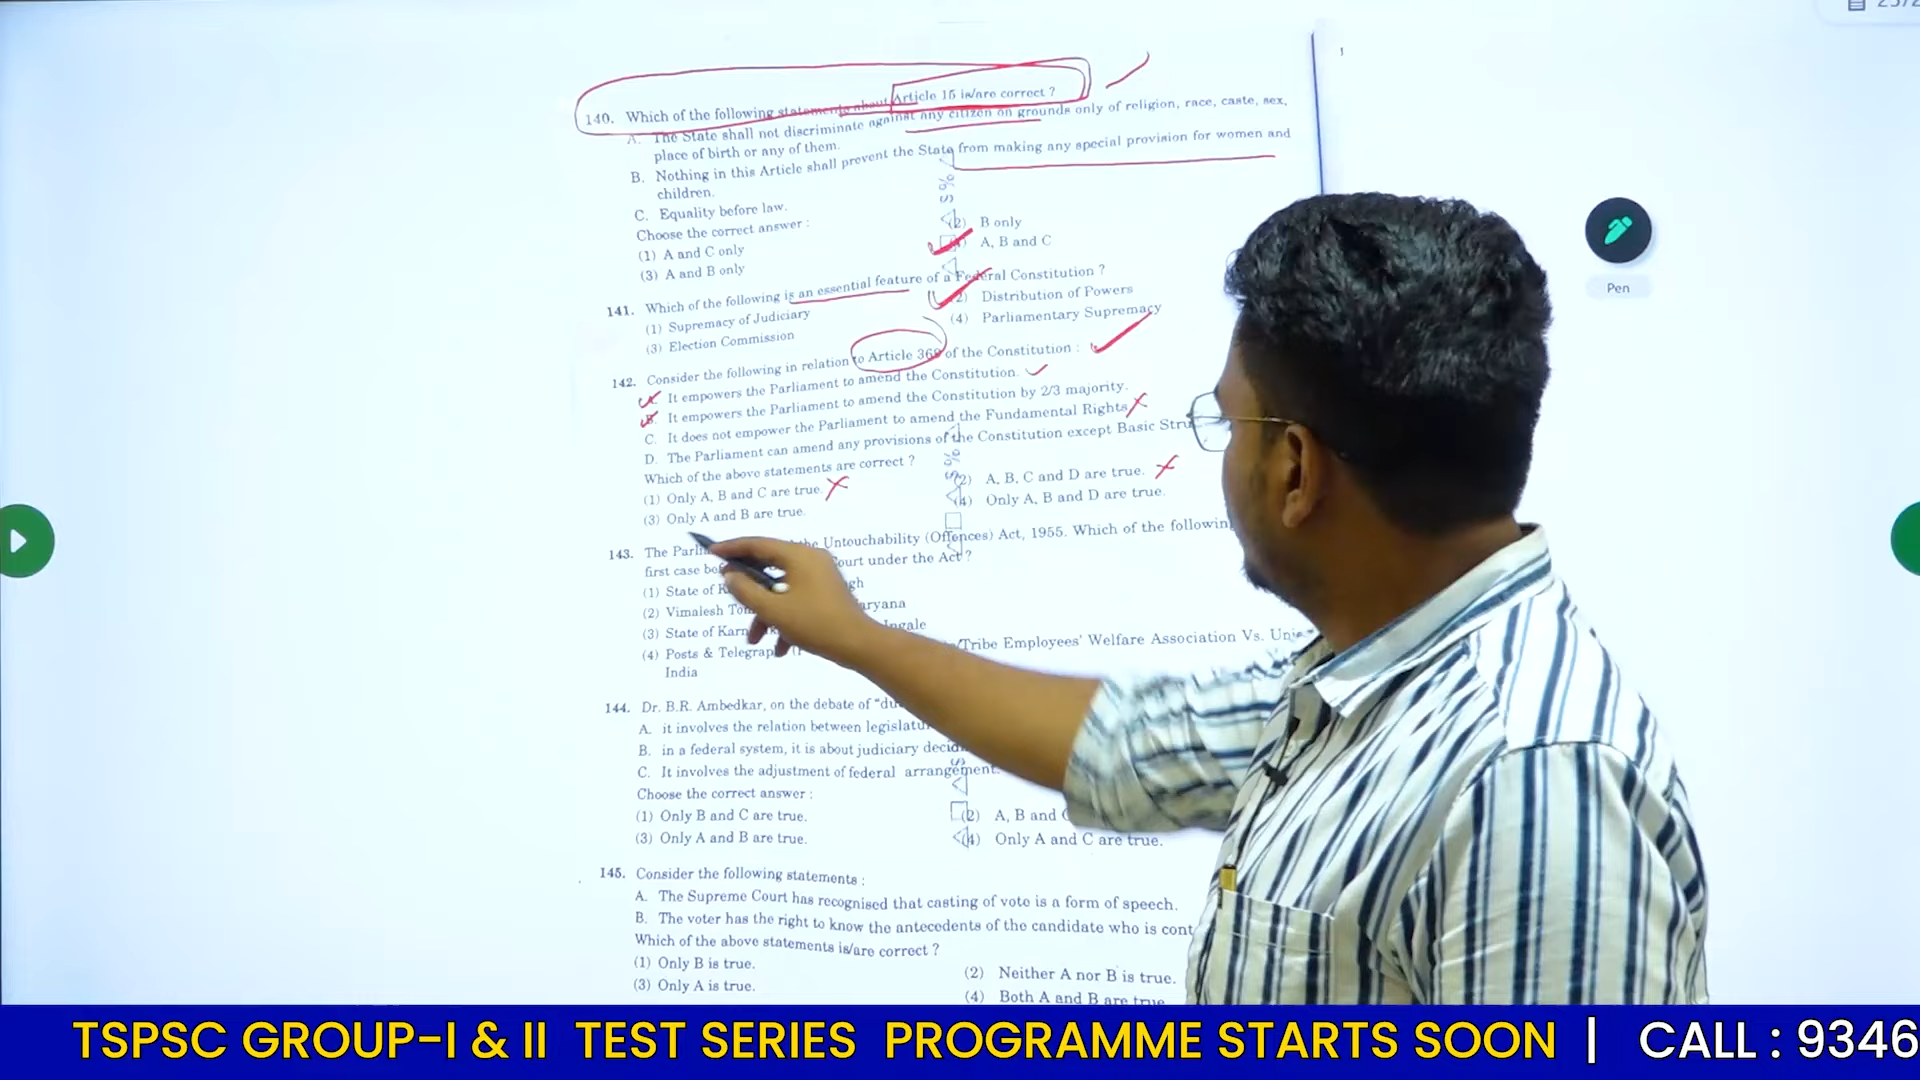 140. Which of the following statements about Article 15 is/are correct ?
A. The State shall not discriminate against any citizen on grounds only of religion, race, caste, sex,
place of birth or any of them.
B. Nothing in this Article shall prevent the State from making any special provision for women and
children.
C. Equality before law.
Choose the correct answer :
(1) A and C only
(2) B only
(3) A and B only
A, B and C
141. Which of the following is an essential feature of a Federal Constitution ?
(1) Supremacy of Judiciary
(2) Distribution of Powers
(3) Election Commission
(4) Parliamentary Supremacy
142. Consider the following in relation to Article 368 of the Constitution :
It empowers the Parliament to amend the Constitution.
B. It empowers the Parliament to amend the Constitution by 2/3 majority.
C. It does not empower the Parliament to amend the Fundamental Rights
D. The Parliament can amend any provisions of the Constitution except Basic
Which of the above statements are correct ?
(1) Only A, B and C are true.
(2) A, B, C and D are true.
(3) Only A and B are true.
(4) Only A, B and D are true.
143. The the Untouchability (Offences) Act, 1955. Which of the
first case Court under the Act ?
(1) State of
(2) Vimalesh
(3) State of
(4) Posts & Tribe Employees' Welfare Association Vs.
India
144. Dr. B.R. Ambedkar, on the debate of
A. it involves the relation between
B. in a federal system, it is about judiciary
C. It involves the adjustment of federal arrangement.
Choose the correct answer :
(1) Only B and C are true.
(2) A, B and
(3) Only A and B are true.
(4) Only A and C are true.
145. Consider the following statements :
A. The Supreme Court has recognised that casting of vote is a form of speech.
B. The voter has the right to know the antecedents of the candidate who is
Which of the above statements is/are correct ?
(1) Only B is true.
(2) Neither A nor B is true.
(3) Only A is true.
(4) Both A and B are true
Pen
TSPSC GROUP-I & II TEST SERIES PROGRAMME STARTS SOON | CALL : 9346